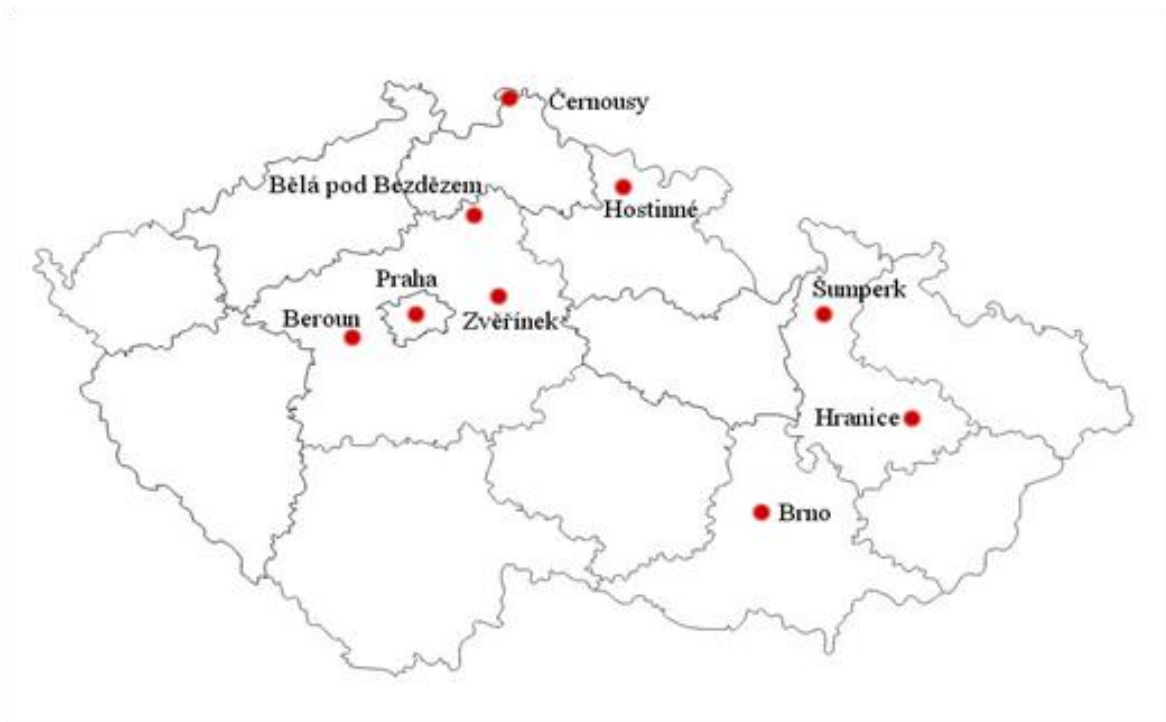 Černousy
Bělá pod Bezdězem
Hostinné
Praha
Šumperk
Beroun
Zvěřínek
Hranice
Brno